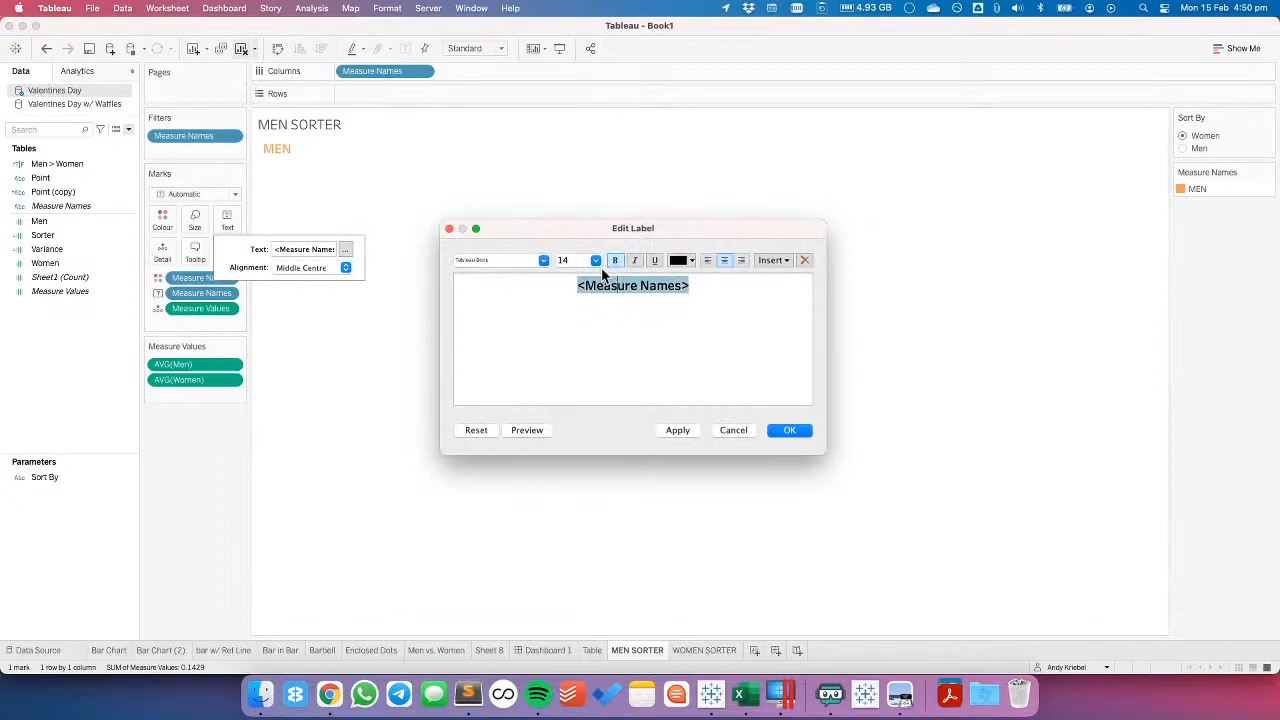 Tableau File Data Worksheet Dashboard Story Analysis Map Format Server Window Help 4.93 GB Mon 15 Feb 4:50 pm
Tableau - Book1
Standard Show Me
Data Analytics
Pages
Columns Measure Names
Rows
Valentines Day
Valentines Day w/ Waffles
Search
Tables
Men > Women
Point
Point (copy)
Measure Names
Men
Sorter
Variance
Women
Sheet1 (Count)
Measure Values
Parameters
Sort By
Filters
Measure Names
Marks
Automatic
Colour Size Text
Detail Tooltip
Measure Na
Measure Names
Measure Values
Measure Values
AVG(Men)
AVG(Women)
Text: <Measure Name: ...
Alignment: Middle Centre
MEN SORTER
MEN
Edit Label
Tableau Book 14 B I U Insert
<Measure Names>
Reset Preview Apply Cancel OK
Sort By
Women
Men
Measure Names
MEN
Data Source Bar Chart Bar Chart (2) bar w/ Ref Line Bar in Bar Barbell Enclosed Dots Men vs. Women Sheet 8 Dashboard 1 Table MEN SORTER WOMEN SORTER
1 mark 1 row by 1 column SUM of Measure Values: 0.1429 Andy Kriebel